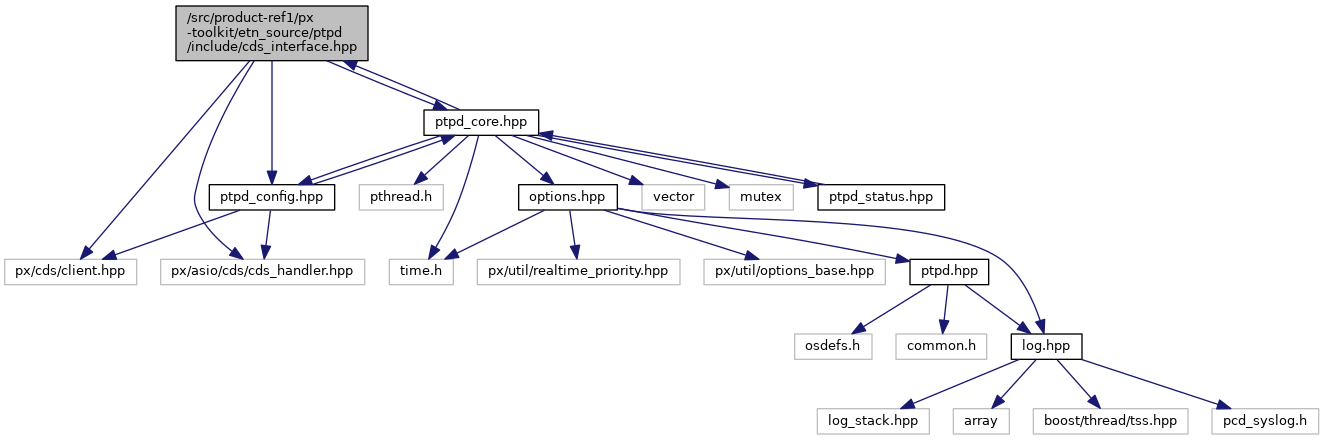 /src/product-ref1/px
-toolkit/etn_source/ptpd
/include/cds_interface.hpp
ptpd_core.hpp
ptpd_config.hpp
pthread.h
options.hpp
vector
mutex
ptpd_status.hpp
px/cds/client.hpp
px/asio/cds/cds_handler.hpp
time.h
px/util/realtime_priority.hpp
px/util/options_base.hpp
ptpd.hpp
osdefs.h
common.h
log.hpp
log_stack.hpp
array
boost/thread/tss.hpp
pcd_syslog.h